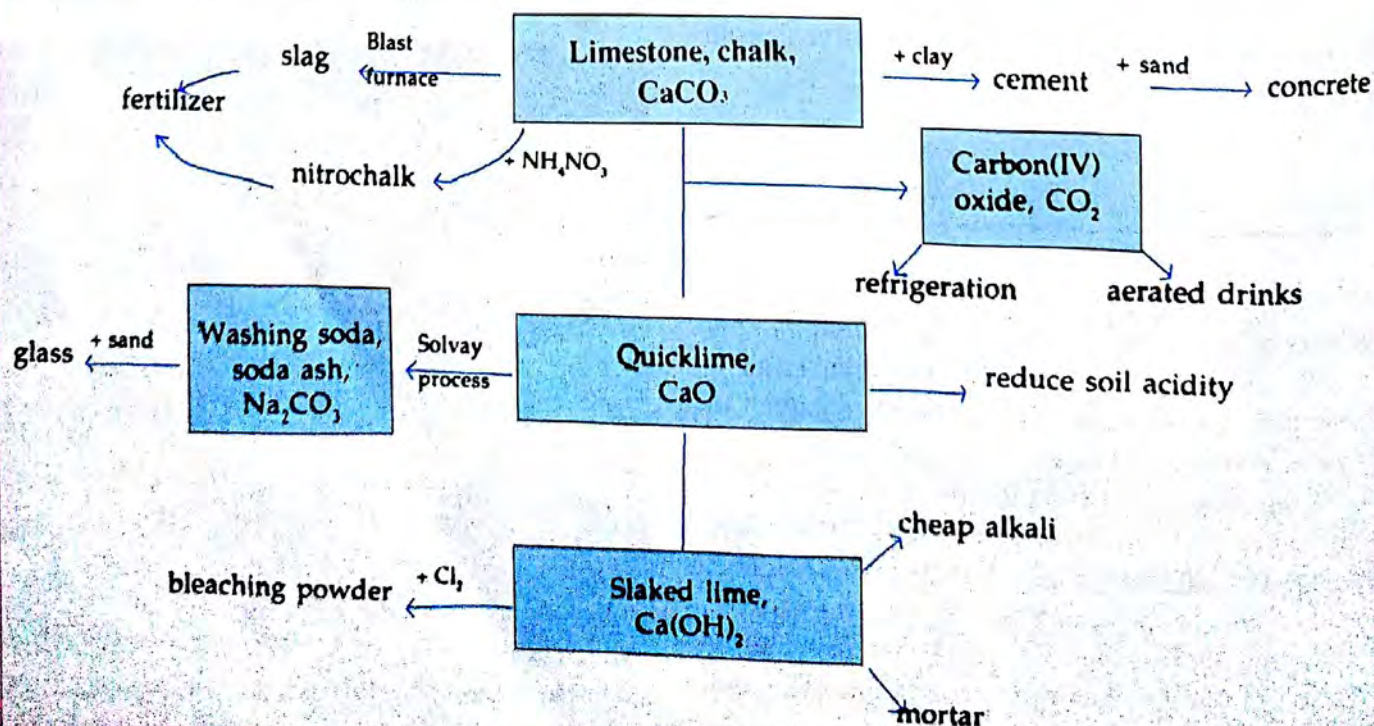 Limestone, chalk,
CaCO₃
Blast
furnace
slag
fertilizer
+ NH₄NO₃
nitrochalk
+ clay
cement
+ sand
concrete
Carbon(IV)
oxide, CO₂
refrigeration
aerated drinks
Quicklime,
CaO
Solvay
process
Washing soda,
soda ash,
Na₂CO₃
+ sand
glass
reduce soil acidity
Slaked lime,
Ca(OH)₂
+ Cl₂
bleaching powder
cheap alkali
mortar